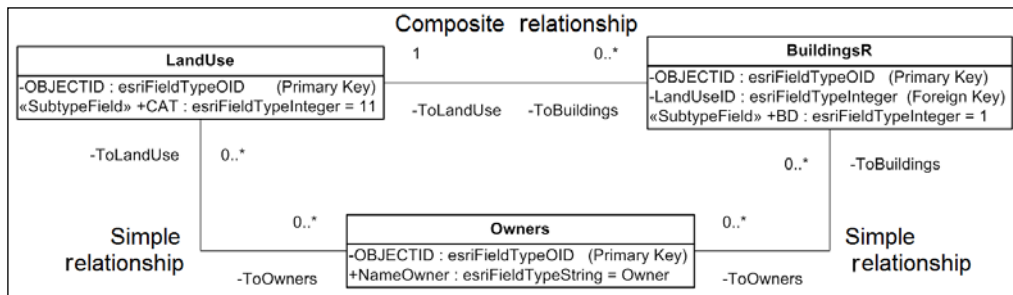 Composite relationship
LandUse
-OBJECTID : esriFieldTypeOID (Primary Key)
«SubtypeField» +CAT : esriFieldTypeInteger = 11
1
0..*
BuildingsR
-OBJECTID : esriFieldTypeOID (Primary Key)
-LandUseID : esriFieldTypeInteger (Foreign Key)
«SubtypeField» +BD : esriFieldTypeInteger = 1
-ToLandUse
-ToBuildings
-ToLandUse
0..*
0..*
-ToBuildings
Simple
relationship
0..*
Owners
-OBJECTID : esriFieldTypeOID (Primary Key)
+NameOwner : esriFieldTypeString = Owner
0..*
Simple
relationship
-ToOwners
-ToOwners